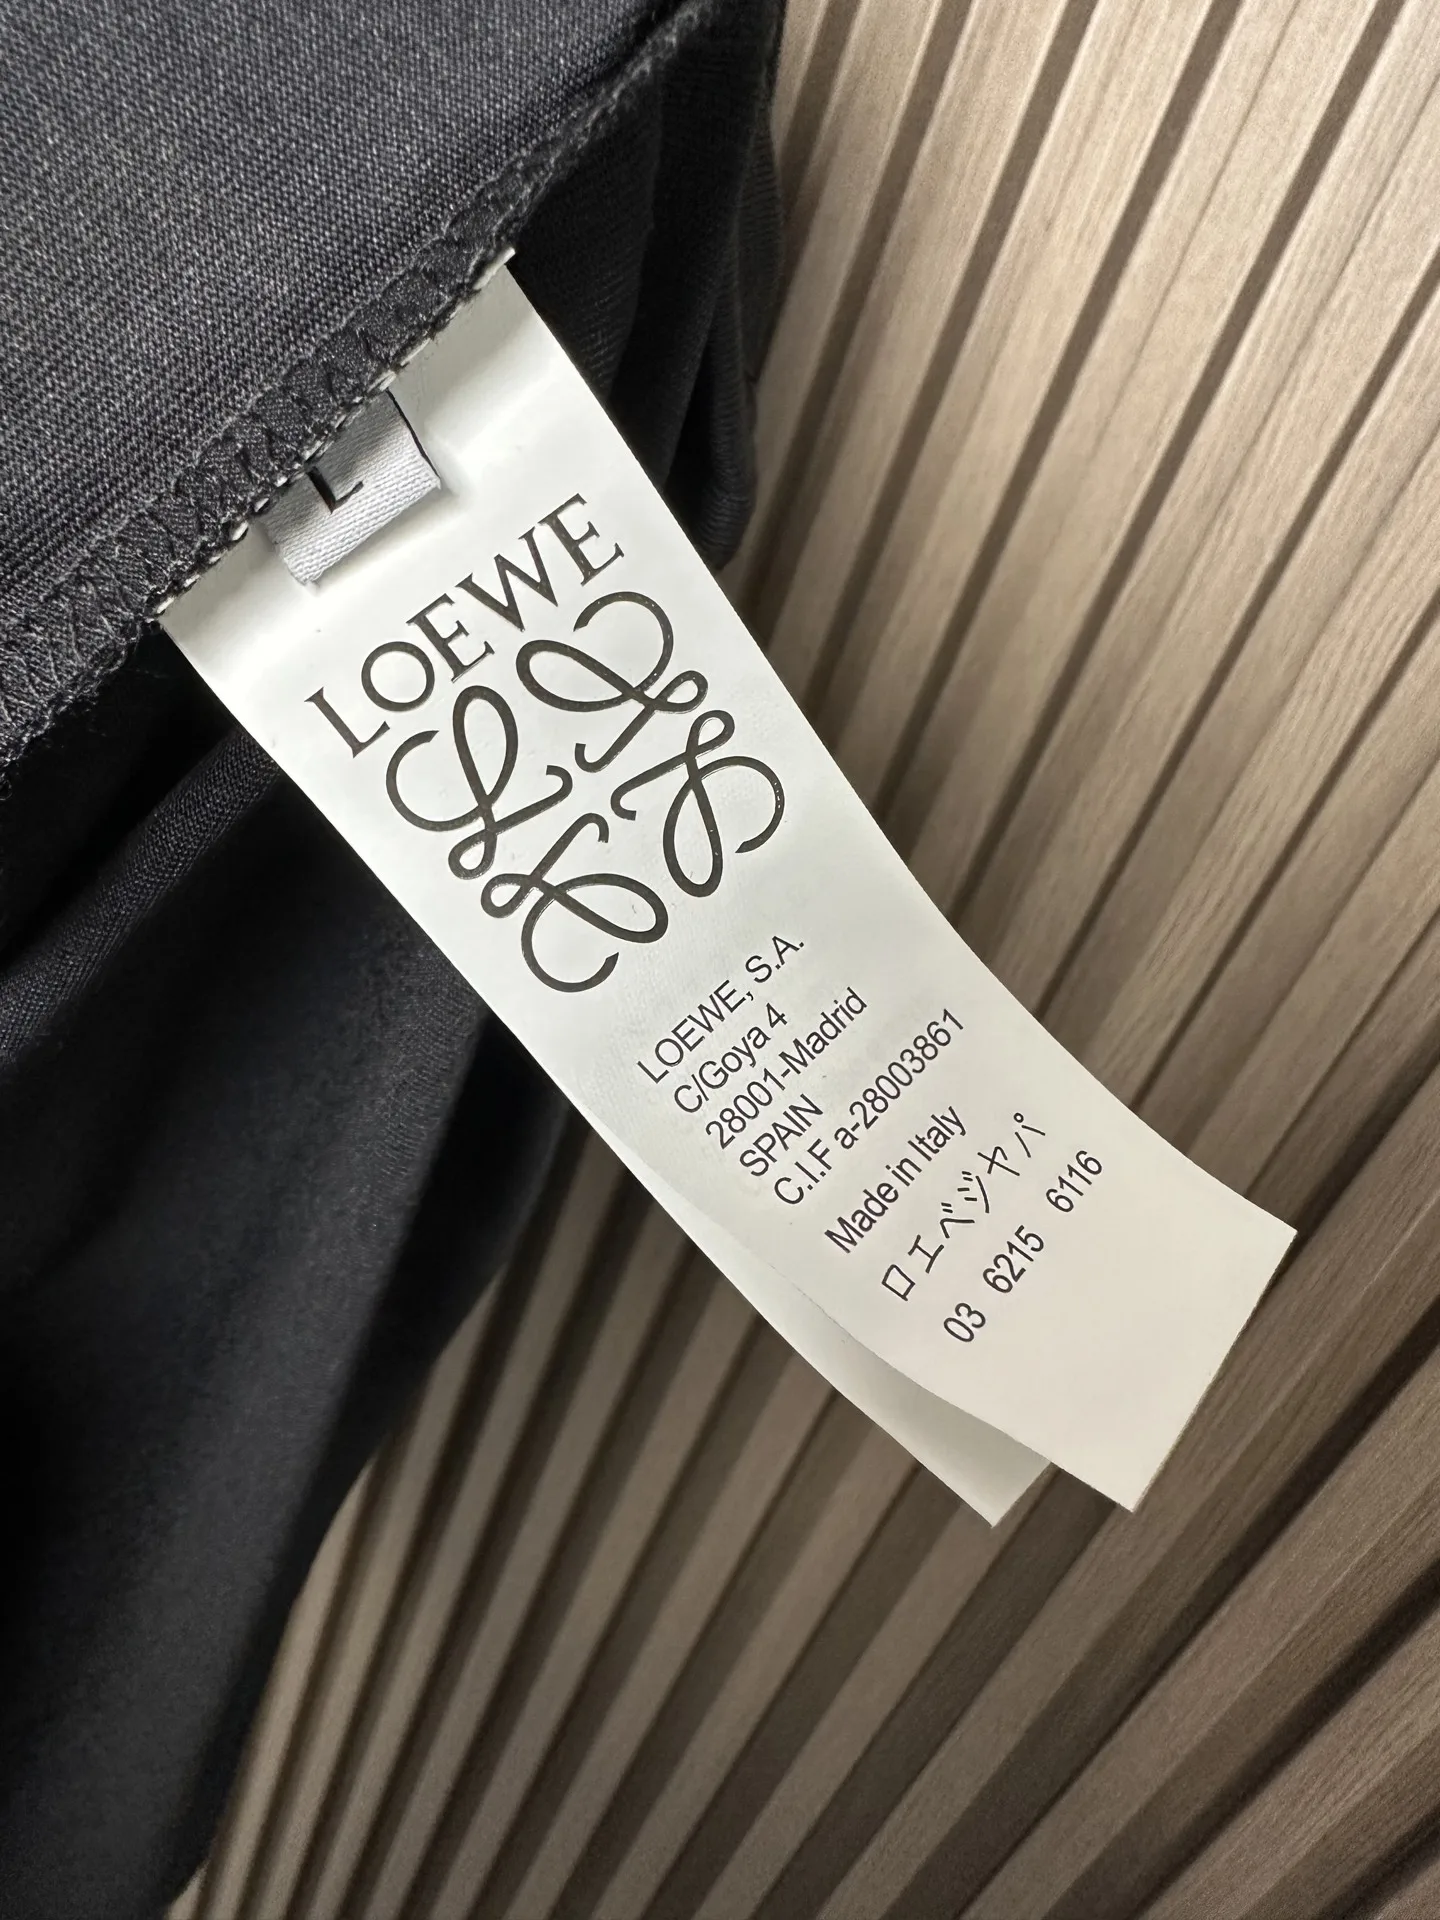 L
LOEWE
LOEWE, S.A.
C/Goya 4
28001-Madrid
SPAIN
C.I.F a-28003861
Made in Italy
ロエベジャパ
03 6215 6116